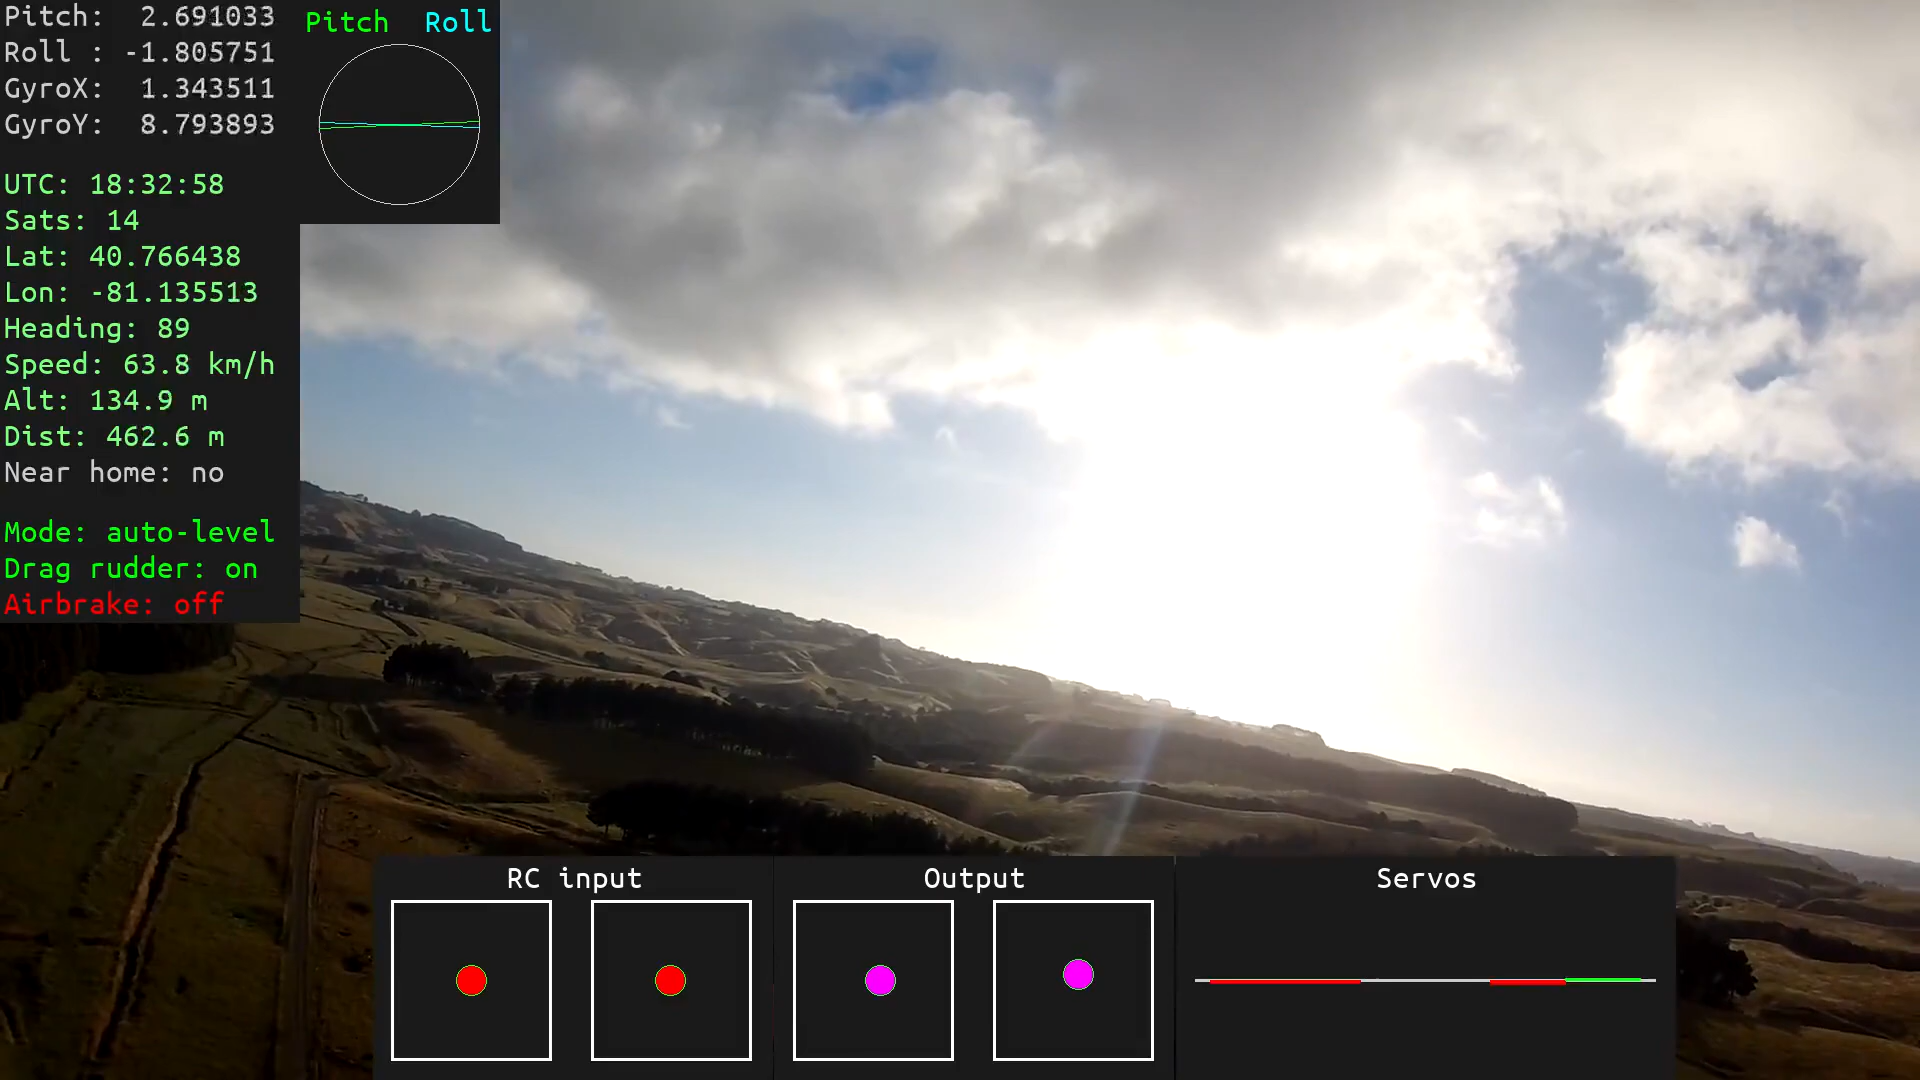 Pitch:  2.691033
Roll : -1.805751
GyroX:  1.343511
GyroY:  8.793893
Pitch  Roll
UTC: 18:32:58
Sats: 14
Lat: 40.766438
Lon: -81.135513
Heading: 89
Speed: 63.8 km/h
Alt: 134.9 m
Dist: 462.6 m
Near home: no
Mode: auto-level
Drag rudder: on
Airbrake: off
RC input
Output
Servos